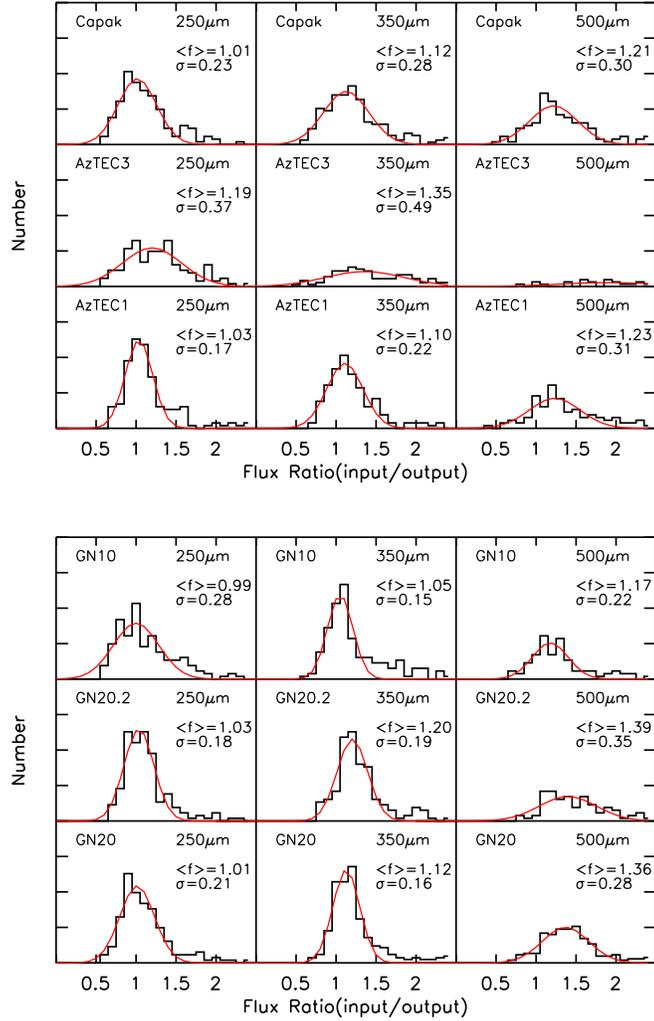 Capak 250μm
<f>=1.01
σ=0.23
Capak 350μm
<f>=1.12
σ=0.28
Capak 500μm
<f>=1.21
σ=0.30
AzTEC3 250μm
<f>=1.19
σ=0.37
AzTEC3 350μm
<f>=1.35
σ=0.49
AzTEC3 500μm
AzTEC1 250μm
<f>=1.03
σ=0.17
AzTEC1 350μm
<f>=1.10
σ=0.22
AzTEC1 500μm
<f>=1.23
σ=0.31
Number
0.5 1 1.5 2 0.5 1 1.5 2 0.5 1 1.5 2
Flux Ratio(input/output)
GN10 250μm
<f>=0.99
σ=0.28
GN10 350μm
<f>=1.05
σ=0.15
GN10 500μm
<f>=1.17
σ=0.22
GN20.2 250μm
<f>=1.03
σ=0.18
GN20.2 350μm
<f>=1.20
σ=0.19
GN20.2 500μm
<f>=1.39
σ=0.35
GN20 250μm
<f>=1.01
σ=0.21
GN20 350μm
<f>=1.12
σ=0.16
GN20 500μm
<f>=1.36
σ=0.28
Number
0.5 1 1.5 2 0.5 1 1.5 2 0.5 1 1.5 2
Flux Ratio(input/output)